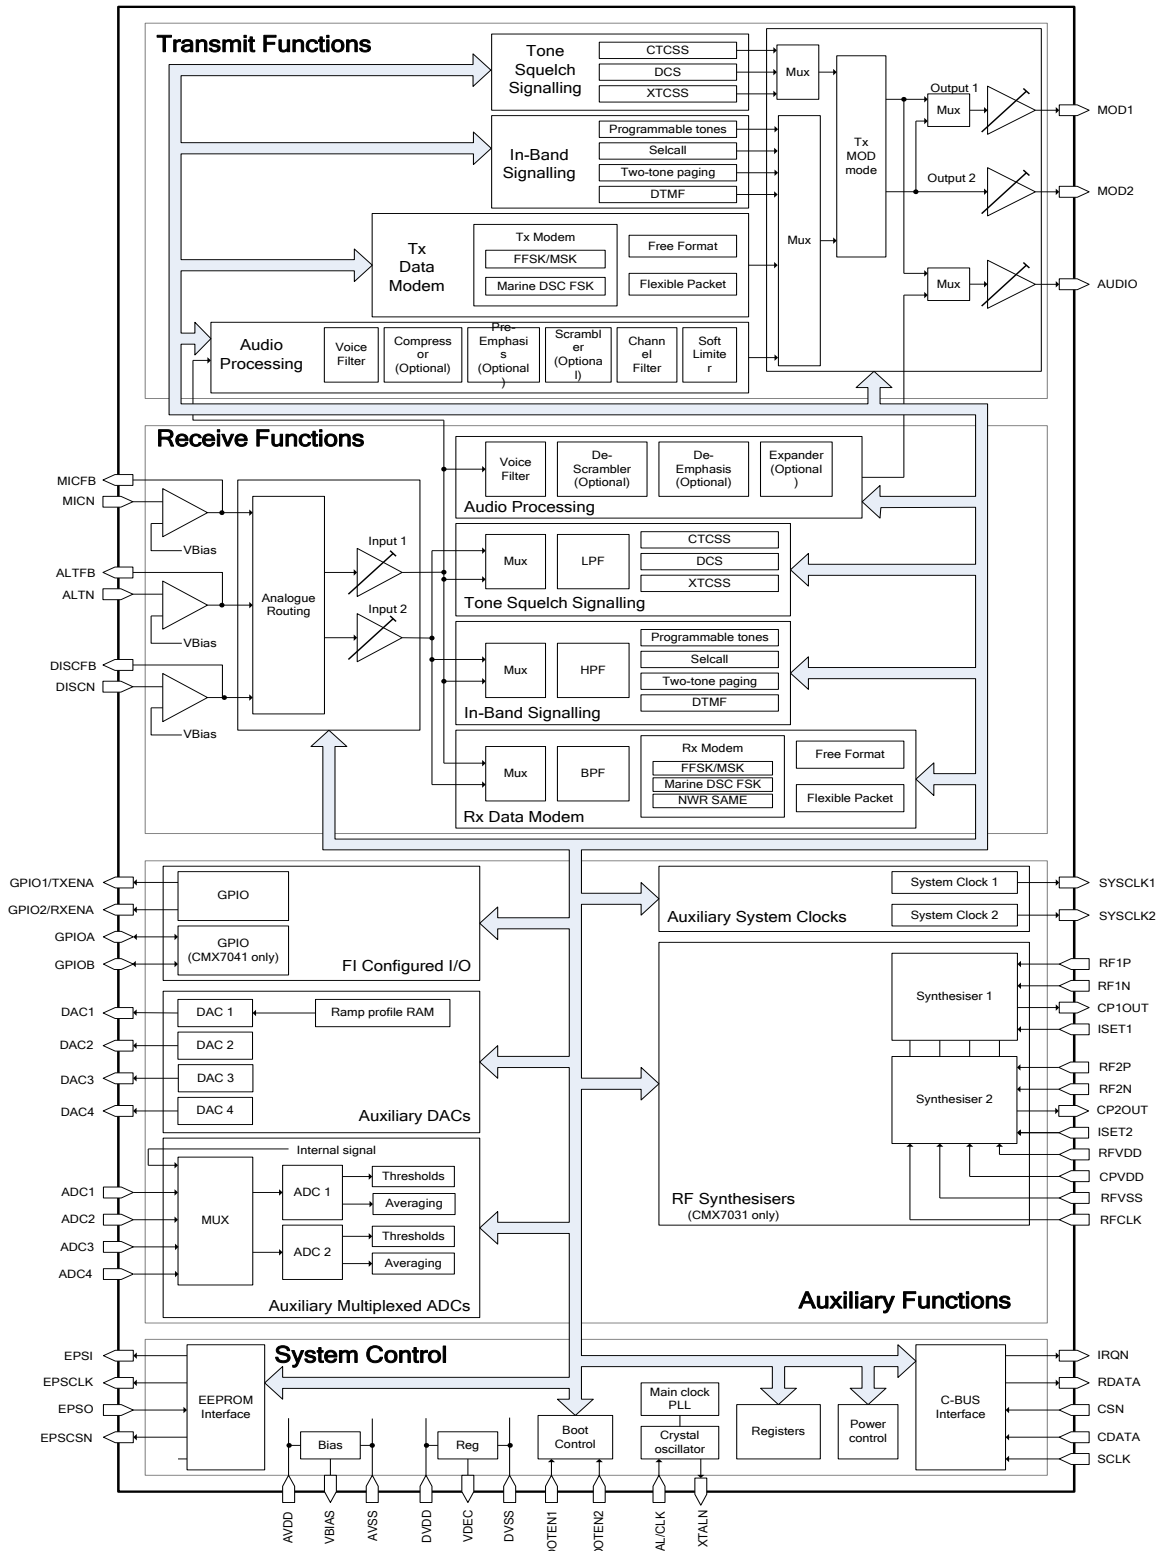 Transmit Functions
Tone
Squelch
Signalling
CTCSS
DCS
XTCSS
Mux
Tx
MOD
mode
Output 1
Mux
MOD1
In-Band
Signalling
Programmable tones
Selcall
Two-tone paging
DTMF
Mux
Output 2
MOD2
Tx
Data
Modem
Tx Modem
FFSK/MSK
Marine DSC FSK
Free Format
Flexible Packet
Mux
AUDIO
Audio
Processing
Voice
Filter
Compress
or
(Optional)
Pre-
Emphasi
s
(Optional
)
Scrambl
er
(Optiona
l)
Chann
el
Filter
Soft
Limite
r
Receive Functions
Voice
Filter
De-
Scrambler
(Optional)
De-
Emphasis
(Optional)
Expander
(Optional
)
Audio Processing
MICFB
MICN
VBias
ALTFB
ALTN
VBias
DISCFB
DISCN
VBias
Analogue
Routing
Input 1
Input 2
Mux
LPF
CTCSS
DCS
XTCSS
Tone Squelch Signalling
Mux
HPF
Programmable tones
Selcall
Two-tone paging
DTMF
In-Band Signalling
Mux
BPF
Rx Modem
FFSK/MSK
Marine DSC FSK
NWR SAME
Free Format
Flexible Packet
Rx Data Modem
GPIO1/TXENA
GPIO2/RXENA
GPIOA
GPIOB
GPIO
GPIO
(CMX7041 only)
FI Configured I/O
System Clock 1
System Clock 2
Auxiliary System Clocks
SYSCLK1
SYSCLK2
DAC1
DAC2
DAC3
DAC4
DAC 1
Ramp profile RAM
DAC 2
DAC 3
DAC 4
Auxiliary DACs
Synthesiser 1
Synthesiser 2
RF Synthesisers
(CMX7031 only)
RF1P
RF1N
CP1OUT
ISET1
RF2P
RF2N
CP2OUT
ISET2
RFVDD
CPVDD
RFVSS
RFCLK
Internal signal
ADC1
ADC2
ADC3
ADC4
MUX
ADC 1
Thresholds
Averaging
ADC 2
Thresholds
Averaging
Auxiliary Multiplexed ADCs
Auxiliary Functions
System Control
EPSI
EPSCLK
EPSO
EPSCSN
EEPROM
Interface
Bias
Reg
Boot
Control
Main clock
PLL
Crystal
oscillator
Registers
Power
control
C-BUS
Interface
IRQN
RDATA
CSN
CDATA
SCLK
AVDD
VBIAS
AVSS
DVDD
VDEC
DVSS
OOTEN1
OOTEN2
AL/CLK
XTALN